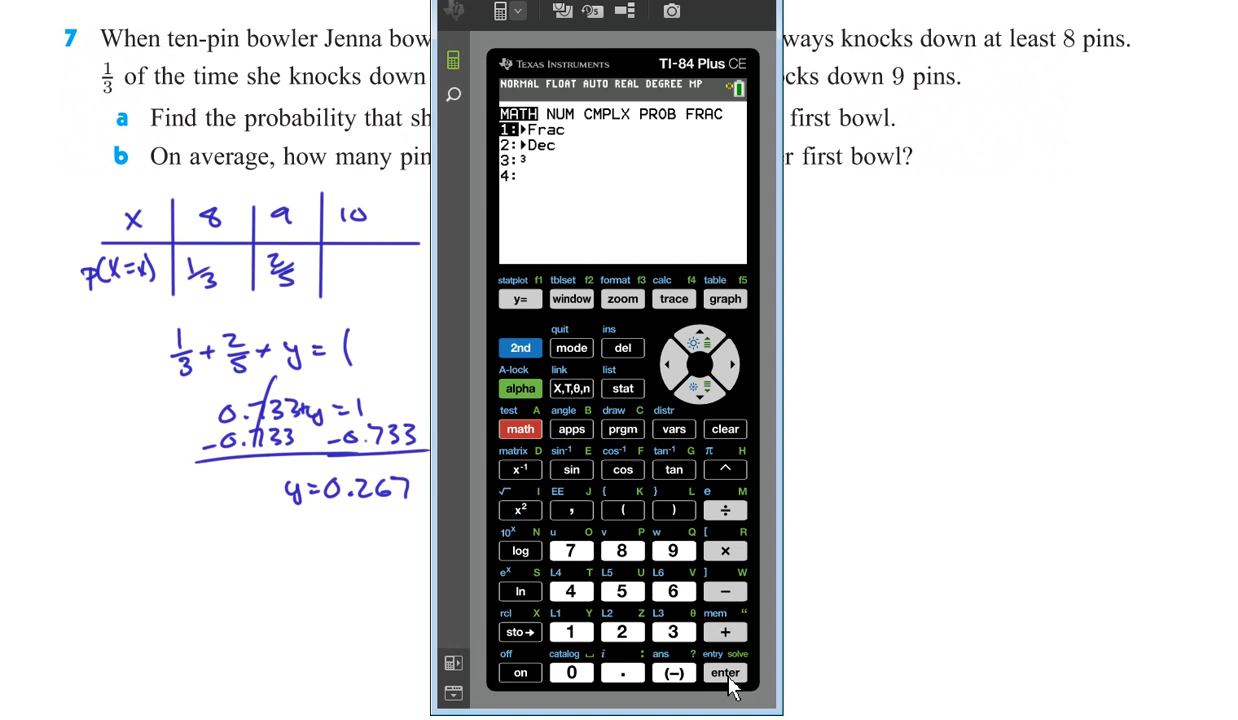 7 When ten-pin bowler Jenna bow ways knocks down at least 8 pins.
1/3 of the time she knocks down cks down 9 pins.
a Find the probability that sh first bowl.
b On average, how many pin r first bowl?
x 8 9 10
P(X=x) 1/3 2/5
1/3 + 2/5 + y = (
0.733+y = 1
-0.733 -0.733
y=0.267
TEXAS INSTRUMENTS TI-84 Plus CE
NORMAL FLOAT AUTO REAL DEGREE MP
MATH NUM CMPLX PROB FRAC
1:▶Frac
2:▶Dec
3:³
4:
statplot f1 tblset f2 format f3 calc f4 table f5
y= window zoom trace graph
quit ins
2nd mode del
A-lock link list
alpha X,T,θ,n stat
test A angle B draw C distr
math apps prgm vars clear
matrix D sin⁻¹ E cos⁻¹ F tan⁻¹ G π H
x⁻¹ sin cos tan ^
√ I EE J { K } L e M
x² , ( ) ÷
10ˣ N u O v P w Q [ R
log 7 8 9 ×
eˣ S L4 T L5 U L6 V ] W
ln 4 5 6 −
rcl X L1 Y L2 Z L3 θ mem “
sto→ 1 2 3 +
off catalog ⎵ i : ans ? entry solve
on 0 . (−) enter